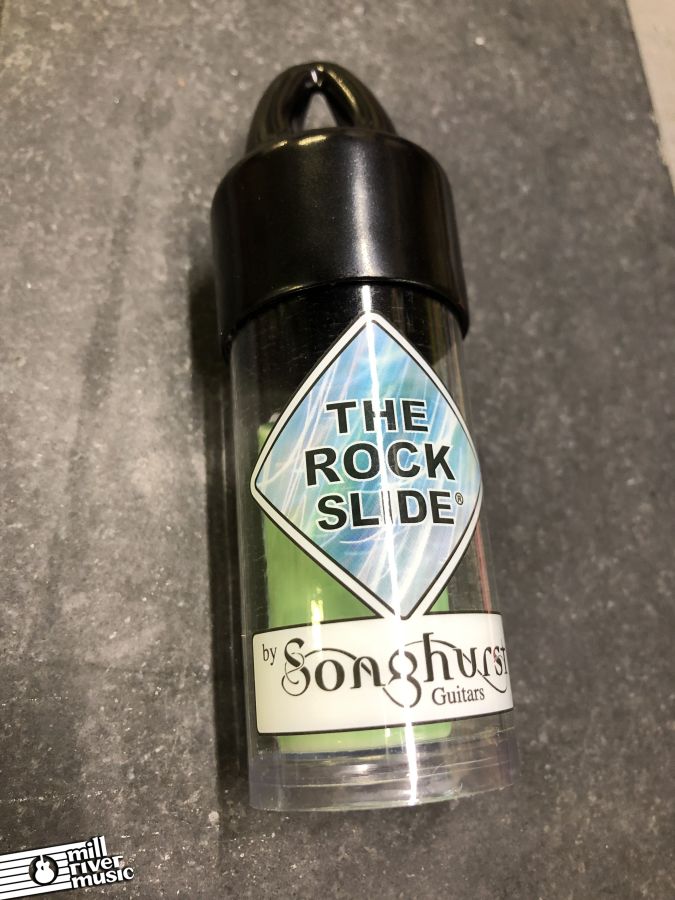 THE
ROCK
SLIDE®
by Songhurst
Guitars
mill
river
music